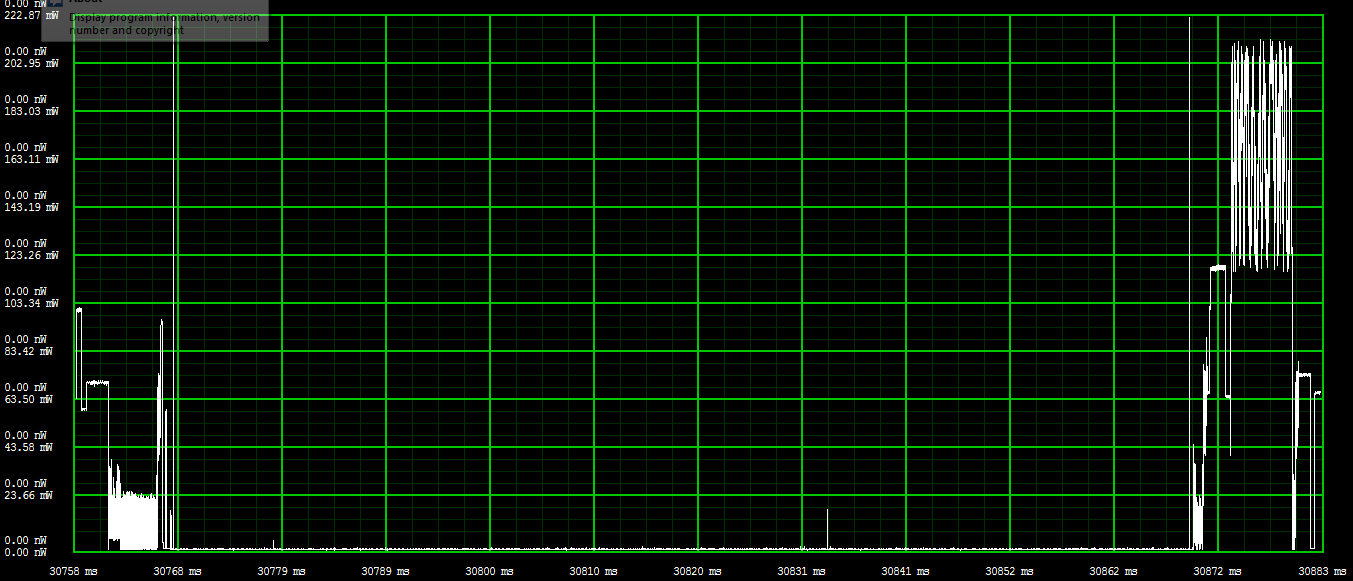 0.00 nW
About
222.87 mW
Display program information, version
number and copyright
0.00 nW
202.95 mW
0.00 nW
183.03 mW
0.00 nW
163.11 mW
0.00 nW
143.19 mW
0.00 nW
123.26 mW
0.00 nW
103.34 mW
0.00 nW
83.42 mW
0.00 nW
63.50 mW
0.00 nW
43.58 mW
0.00 nW
23.66 mW
0.00 nW
0.00 mW
30758 ms 30768 ms 30779 ms 30789 ms 30800 ms 30810 ms 30820 ms 30831 ms 30841 ms 30852 ms 30862 ms 30872 ms 30883 ms